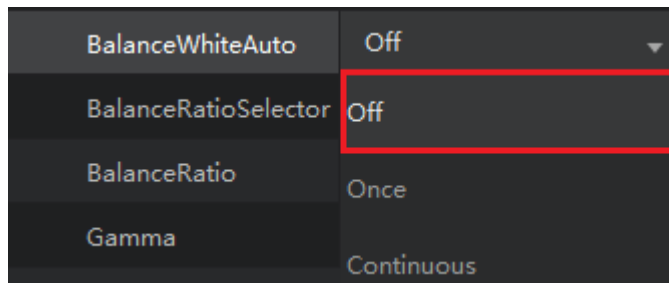 BalanceWhiteAuto Off
BalanceRatioSelector Off
BalanceRatio Once
Gamma
Continuous